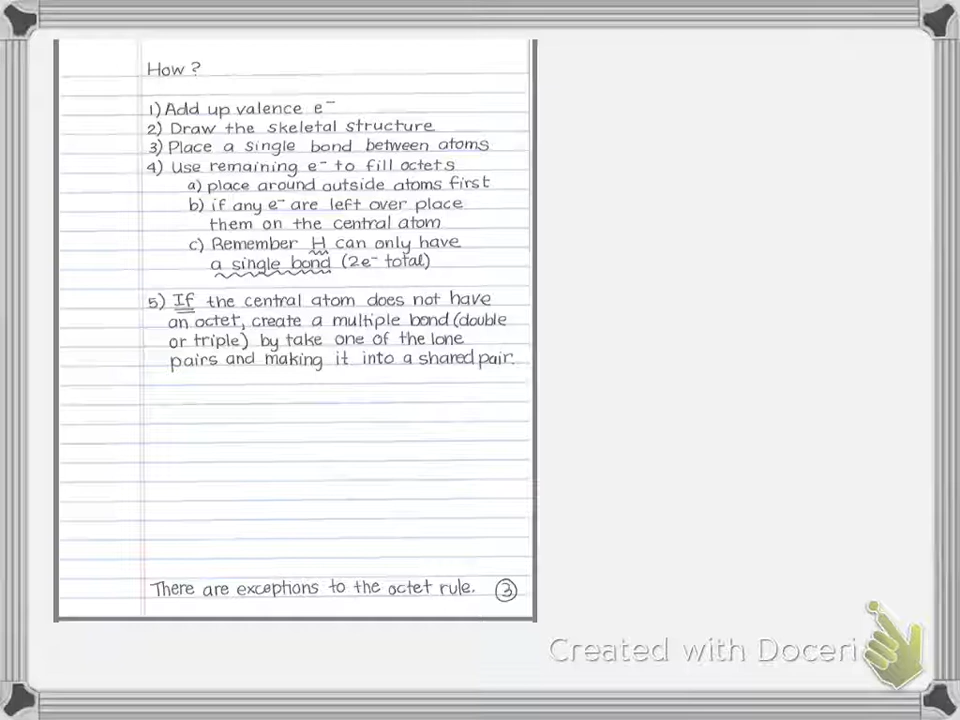 How?
1) Add up valence e⁻
2) Draw the skeletal structure
3) Place a single bond between atoms
4) Use remaining e⁻ to fill octets
a) place around outside atoms first
b) if any e⁻ are left over place
them on the central atom
c) Remember H can only have
a single bond (2e⁻ total)
5) If the central atom does not have
an octet, create a multiple bond (double
or triple) by take one of the lone
pairs and making it into a shared pair.
There are exceptions to the octet rule. 3
Created with Doceri